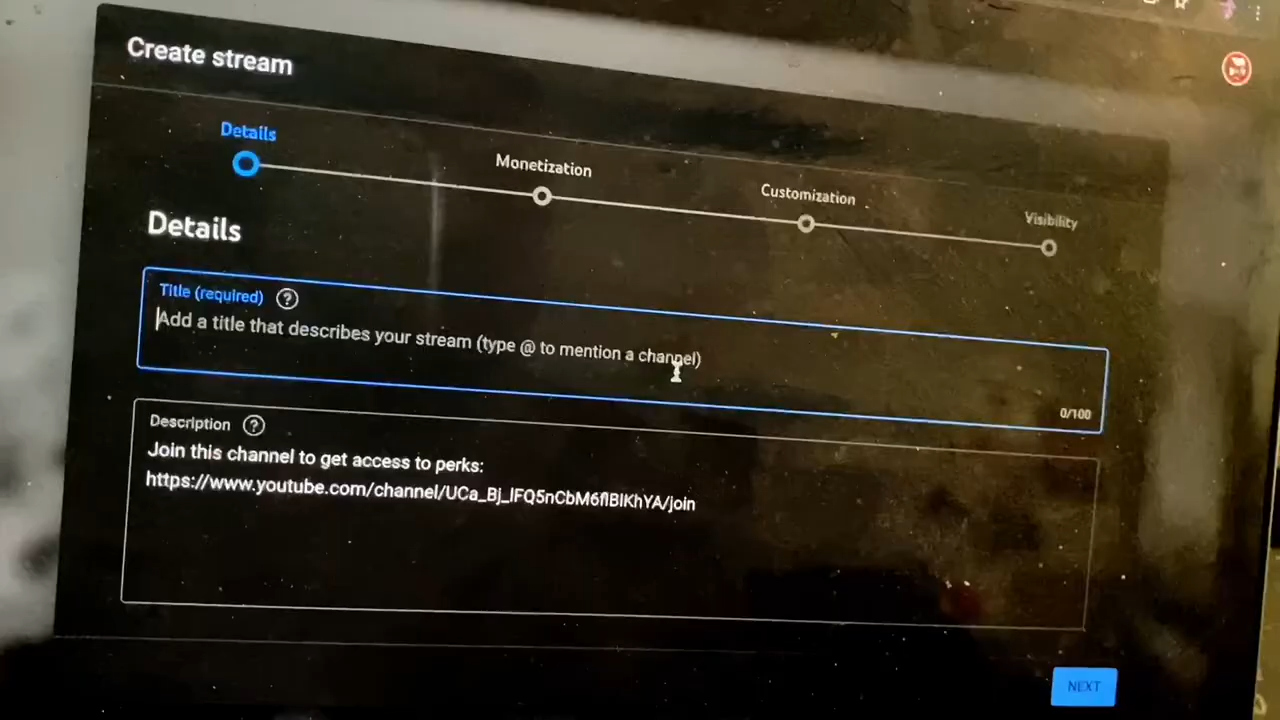 Create stream
Details
Monetization
Customization
Visibility
Details
Title (required) ?
Add a title that describes your stream (type @ to mention a channel)
0/100
Description ?
Join this channel to get access to perks:
https://www.youtube.com/channel/UCa_Bj_IFQ5nCbM6flBIKhYA/join
NEXT